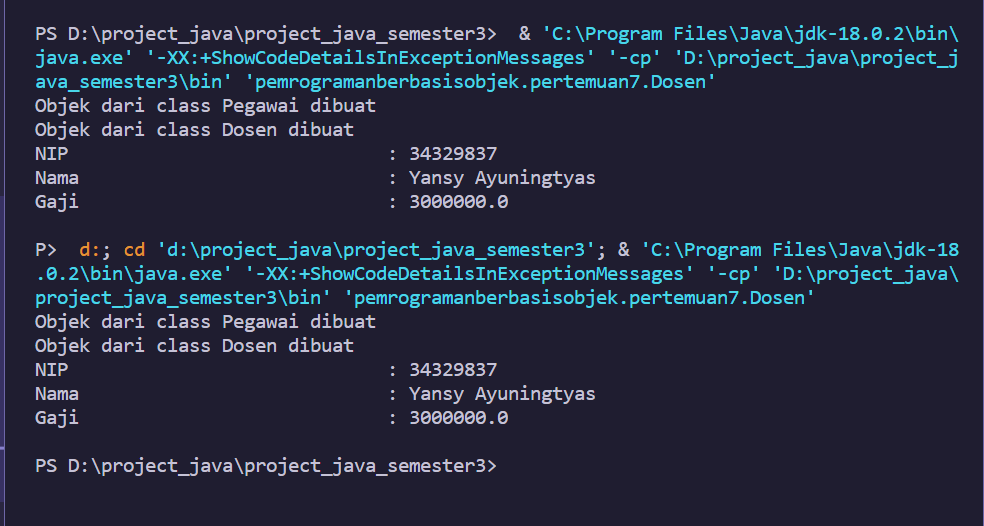 PS D:\project_java\project_java_semester3>  & 'C:\Program Files\Java\jdk-18.0.2\bin\
java.exe' '-XX:+ShowCodeDetailsInExceptionMessages' '-cp' 'D:\project_java\project_j
ava_semester3\bin' 'pemrogramanberbasisobjek.pertemuan7.Dosen'
Objek dari class Pegawai dibuat
Objek dari class Dosen dibuat
NIP                             : 34329837
Nama                            : Yansy Ayuningtyas
Gaji                            : 3000000.0

P>  d:; cd 'd:\project_java\project_java_semester3'; & 'C:\Program Files\Java\jdk-18
.0.2\bin\java.exe' '-XX:+ShowCodeDetailsInExceptionMessages' '-cp' 'D:\project_java\
project_java_semester3\bin' 'pemrogramanberbasisobjek.pertemuan7.Dosen'
Objek dari class Pegawai dibuat
Objek dari class Dosen dibuat
NIP                             : 34329837
Nama                            : Yansy Ayuningtyas
Gaji                            : 3000000.0

PS D:\project_java\project_java_semester3>